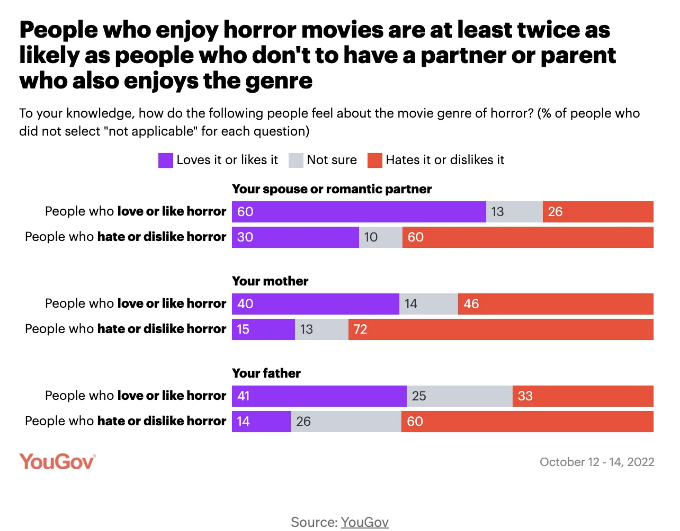 People who enjoy horror movies are at least twice as
likely as people who don't to have a partner or parent
who also enjoys the genre
To your knowledge, how do the following people feel about the movie genre of horror? (% of people who
did not select "not applicable" for each question)
Loves it or likes it Not sure Hates it or dislikes it
Your spouse or romantic partner
People who love or like horror 60 13 26
People who hate or dislike horror 30 10 60
Your mother
People who love or like horror 40 14 46
People who hate or dislike horror 15 13 72
Your father
People who love or like horror 41 25 33
People who hate or dislike horror 14 26 60
YouGov October 12 - 14, 2022
Source: YouGov